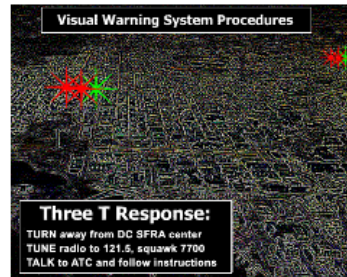 Visual Warning System Procedures
Three T Response:
TURN away from DC SFRA center
TUNE radio to 121.5, squawk 7700
TALK to ATC and follow instructions